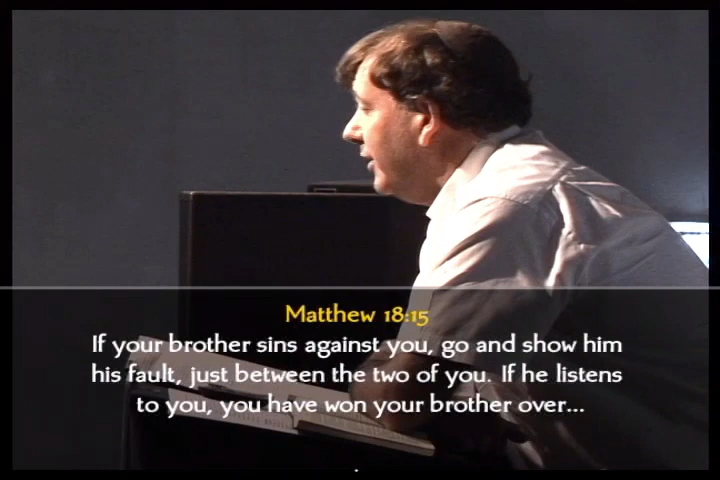 Matthew 18:15
If your brother sins against you, go and show him
his fault, just between the two of you. If he listens
to you, you have won your brother over...